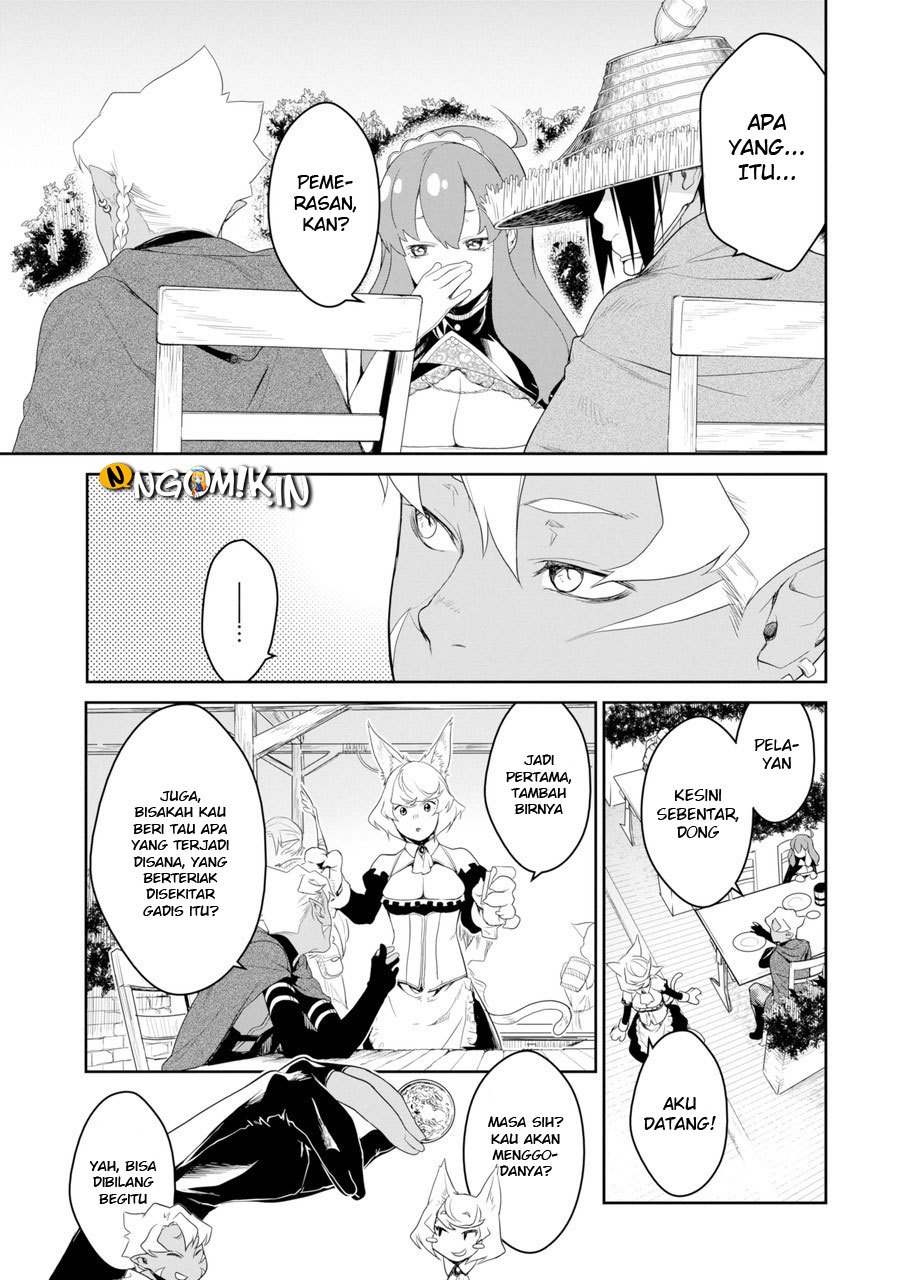 APA
YANG...
ITU...
PEME-
RASAN,
KAN?
NGOMIK.IN
...
PELA-
YAN
KESINI
SEBENTAR,
DONG
AKU
DATANG!
JADI
PERTAMA,
TAMBAH
BIRNYA
JUGA,
BISAKAH KAU
BERI TAU APA
YANG TERJADI
DISANA, YANG
BERTERIAK
DISEKITAR
GADIS ITU?
MASA SIH?
KAU AKAN
MENGGO-
DANYA?
YAH, BISA
DIBILANG
BEGITU